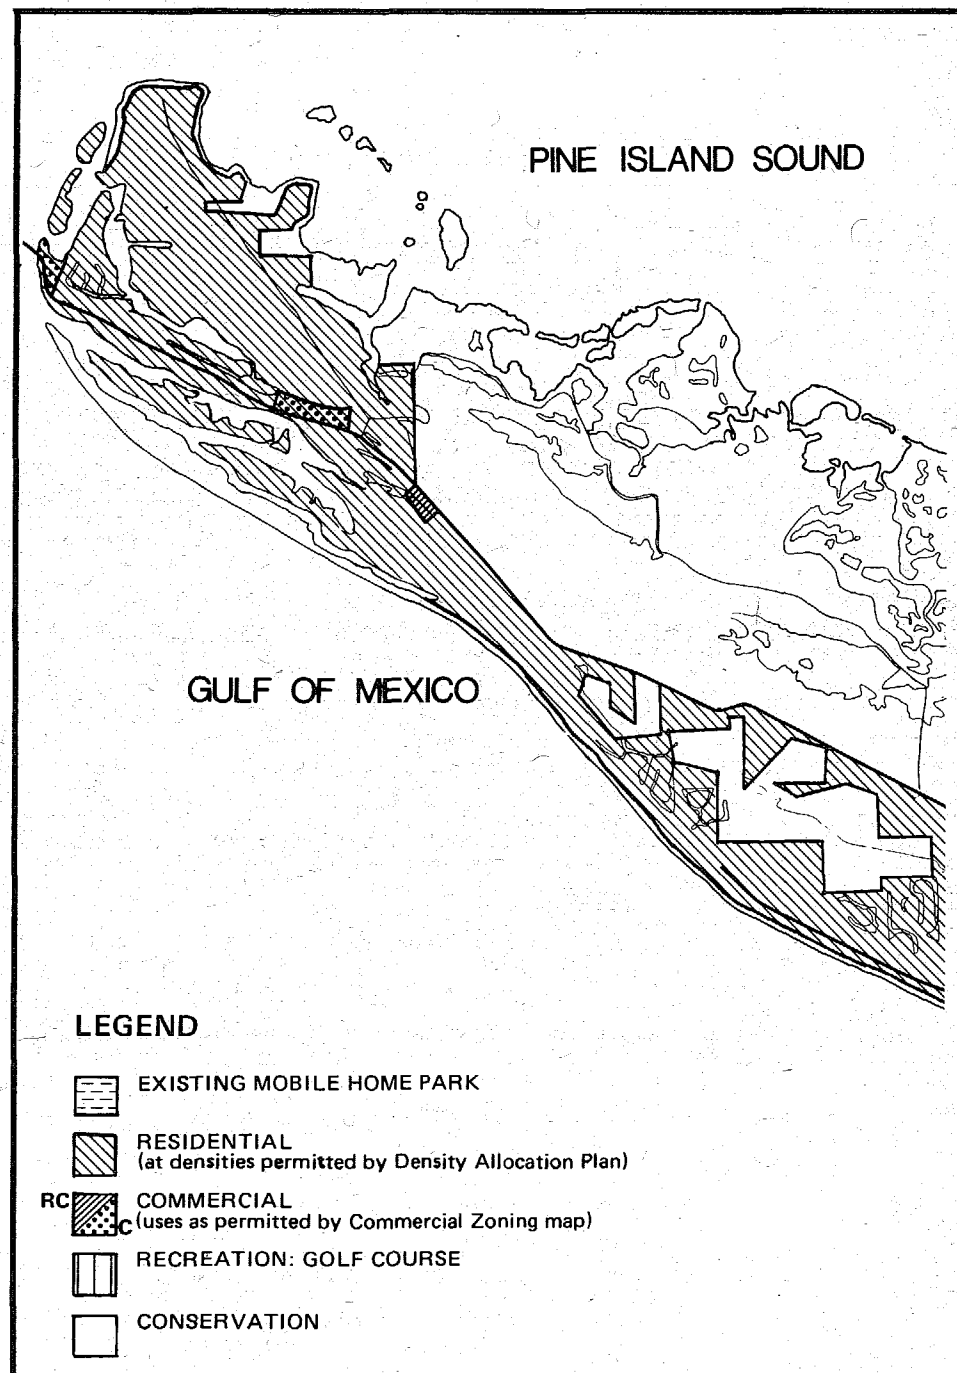 PINE ISLAND SOUND
GULF OF MEXICO
LEGEND
EXISTING MOBILE HOME PARK
RESIDENTIAL
(at densities permitted by Density Allocation Plan)
RC
COMMERCIAL
C
(uses as permitted by Commercial Zoning map)
RECREATION: GOLF COURSE
CONSERVATION